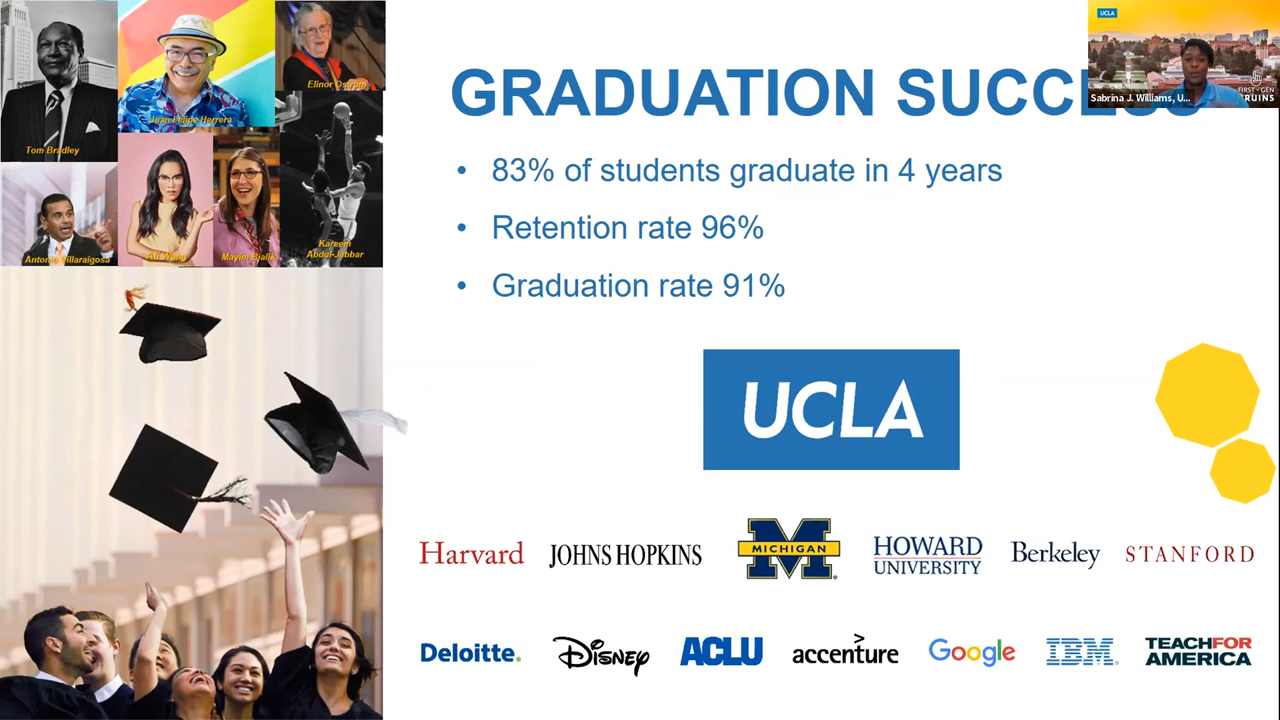 Tom Bradley
Juan Felipe Herrera
Elinor Ostrom
Antonio Villaraigosa
Ali Wong
Mayim Bialik
Kareem
Abdul-Jabbar
GRADUATION SUCCESS
• 83% of students graduate in 4 years
• Retention rate 96%
• Graduation rate 91%
UCLA
Sabrina J. Williams, U...
FIRST-GEN
BRUINS
UCLA
Harvard
JOHNS HOPKINS
MICHIGAN
HOWARD
UNIVERSITY
Berkeley
STANFORD
Deloitte.
DISNEY
ACLU
accenture
Google
IBM
TEACHFOR
AMERICA